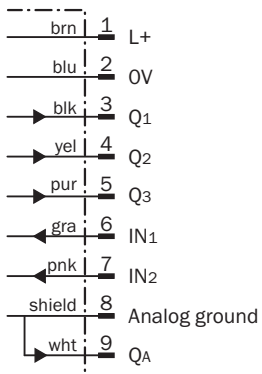 brn 1 L+
blu 2 0V
blk 3 Q1
yel 4 Q2
pur 5 Q3
gra 6 IN1
pnk 7 IN2
shield 8 Analog ground
wht 9 QA